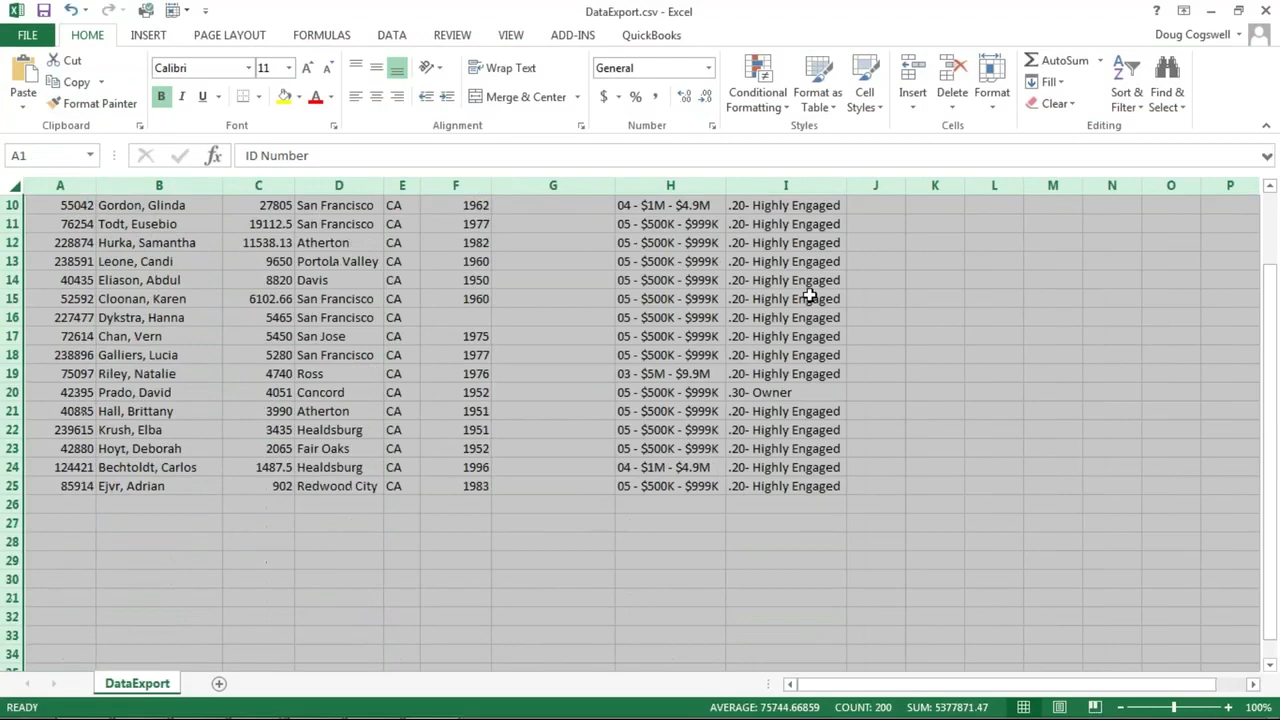 DataExport.csv - Excel
FILE HOME INSERT PAGE LAYOUT FORMULAS DATA REVIEW VIEW ADD-INS QuickBooks Doug Cogswell
Paste
Cut
Copy
Format Painter
Calibri 11
B I U
Wrap Text
Merge & Center
General
$ % ,
Conditional Formatting
Format as Table
Cell Styles
Insert
Delete
Format
AutoSum
Fill
Clear
Sort & Filter
Find & Select
Clipboard Font Alignment Number Styles Cells Editing
A1 fx ID Number
A B C D E F G H I J K L M N O P
10 55042 Gordon, Glinda 27805 San Francisco CA 1962 04 - $1M - $4.9M .20- Highly Engaged
11 76254 Todt, Eusebio 19112.5 San Francisco CA 1977 05 - $500K - $999K .20- Highly Engaged
12 228874 Hurka, Samantha 11538.13 Atherton CA 1982 05 - $500K - $999K .20- Highly Engaged
13 238591 Leone, Candi 9650 Portola Valley CA 1960 05 - $500K - $999K .20- Highly Engaged
14 40435 Eliason, Abdul 8820 Davis CA 1950 05 - $500K - $999K .20- Highly Engaged
15 52592 Cloonan, Karen 6102.66 San Francisco CA 1960 05 - $500K - $999K .20- Highly Engaged
16 227477 Dykstra, Hanna 5465 San Francisco CA 05 - $500K - $999K .20- Highly Engaged
17 72614 Chan, Vern 5450 San Jose CA 1975 05 - $500K - $999K .20- Highly Engaged
18 238896 Galliers, Lucia 5280 San Francisco CA 1977 05 - $500K - $999K .20- Highly Engaged
19 75097 Riley, Natalie 4740 Ross CA 1976 03 - $5M - $9.9M .20- Highly Engaged
20 42395 Prado, David 4051 Concord CA 1952 05 - $500K - $999K .30- Owner
21 40885 Hall, Brittany 3990 Atherton CA 1951 05 - $500K - $999K .20- Highly Engaged
22 239615 Krush, Elba 3435 Healdsburg CA 1951 05 - $500K - $999K .20- Highly Engaged
23 42880 Hoyt, Deborah 2065 Fair Oaks CA 1952 05 - $500K - $999K .20- Highly Engaged
24 124421 Bechtoldt, Carlos 1487.5 Healdsburg CA 1996 04 - $1M - $4.9M .20- Highly Engaged
25 85914 Ejvr, Adrian 902 Redwood City CA 1983 05 - $500K - $999K .20- Highly Engaged
26
27
28
29
30
31
32
33
34
DataExport
READY AVERAGE: 75744.66859 COUNT: 200 SUM: 5377871.47 100%